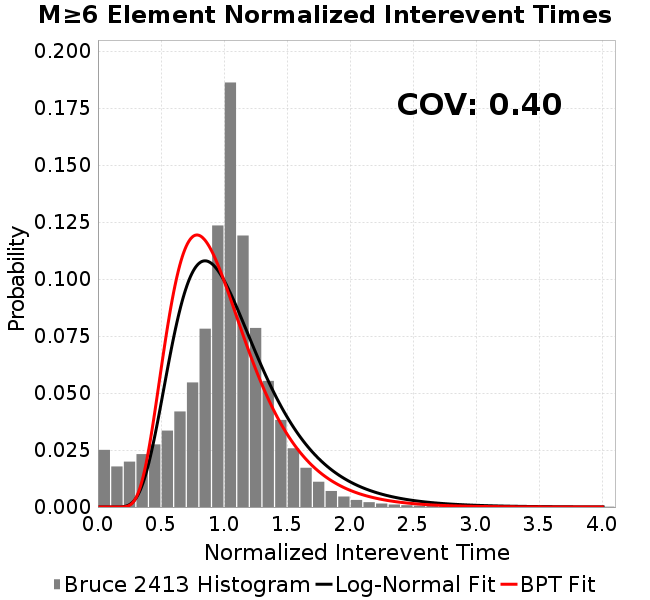 M≥6 Element Normalized Interevent Times
COV: 0.40
Probability
0.200
0.175
0.150
0.125
0.100
0.075
0.050
0.025
0.000
0.0 0.5 1.0 1.5 2.0 2.5 3.0 3.5 4.0
Normalized Interevent Time
Bruce 2413 Histogram Log-Normal Fit BPT Fit